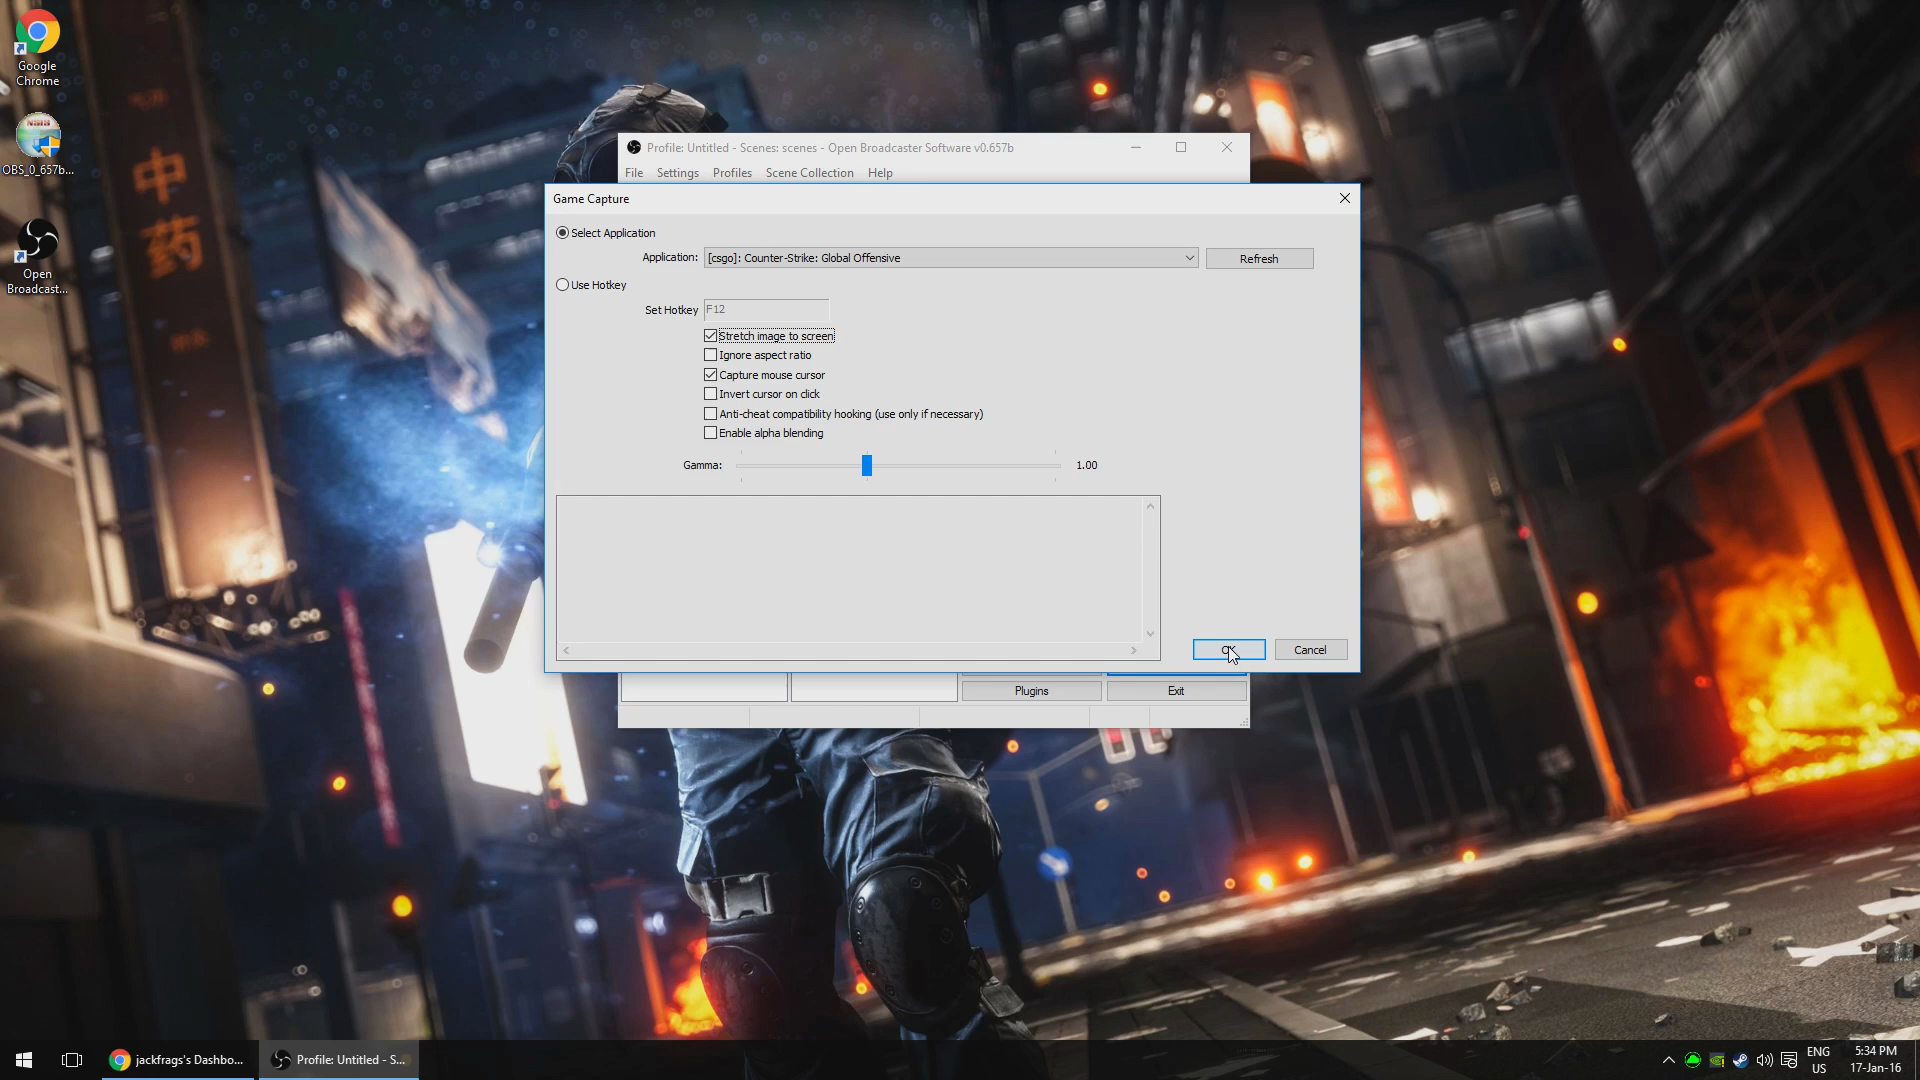 Google
Chrome
NSIS
OBS_0_657b...
Open
Broadcast...
中
药
Profile: Untitled - Scenes: scenes - Open Broadcaster Software v0.657b
File Settings Profiles Scene Collection Help
Game Capture
Select Application
Application: [csgo]: Counter-Strike: Global Offensive Refresh
Use Hotkey
Set Hotkey F12
Stretch image to screen
Ignore aspect ratio
Capture mouse cursor
Invert cursor on click
Anti-cheat compatibility hooking (use only if necessary)
Enable alpha blending
Gamma: 1.00
OK Cancel
Plugins Exit
jackfrags's Dashbo... Profile: Untitled - S...
ENG
US
5:34 PM
17-Jan-16